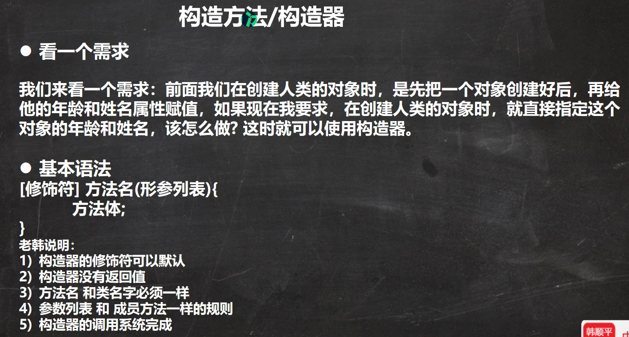 构造方法/构造器
● 看一个需求
我们来看一个需求：前面我们在创建人类的对象时，是先把一个对象创建好后，再给
他的年龄和姓名属性赋值，如果现在我要求，在创建人类的对象时，就直接指定这个
对象的年龄和姓名，该怎么做? 这时就可以使用构造器。
● 基本语法
[修饰符] 方法名(形参列表){
方法体;
}
老韩说明：
1) 构造器的修饰符可以默认
2) 构造器没有返回值
3) 方法名 和类名字必须一样
4) 参数列表 和 成员方法一样的规则
5) 构造器的调用系统完成
韩顺平